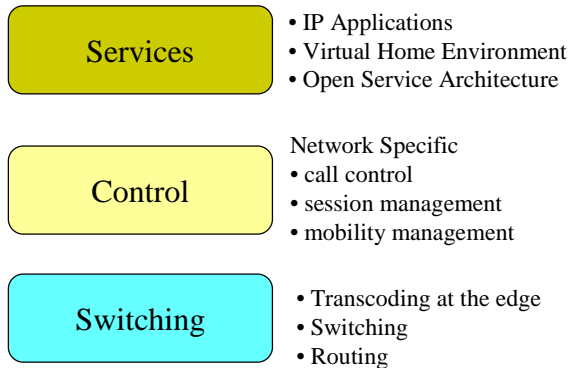 Services
• IP Applications
• Virtual Home Environment
• Open Service Architecture
Control
Network Specific
• call control
• session management
• mobility management
Switching
• Transcoding at the edge
• Switching
• Routing